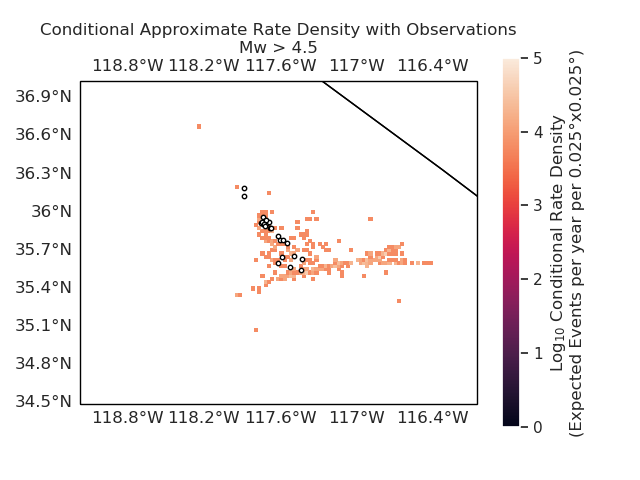 Conditional Approximate Rate Density with Observations
Mw > 4.5
118.8°W 118.2°W 117.6°W 117°W 116.4°W
36.9°N
36.6°N
36.3°N
36°N
35.7°N
35.4°N
35.1°N
34.8°N
34.5°N
118.8°W 118.2°W 117.6°W 117°W 116.4°W
5
4
3
2
1
0
Log₁₀ Conditional Rate Density
(Expected Events per year per 0.025°x0.025°)